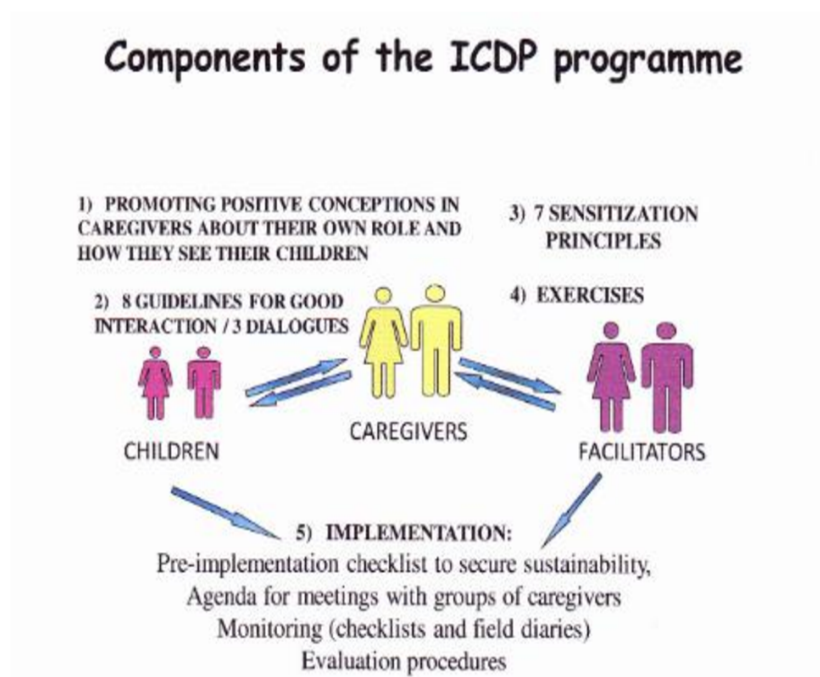 Components of the ICDP programme
1) PROMOTING POSITIVE CONCEPTIONS IN
CAREGIVERS ABOUT THEIR OWN ROLE AND
HOW THEY SEE THEIR CHILDREN
2) 8 GUIDELINES FOR GOOD
INTERACTION / 3 DIALOGUES
3) 7 SENSITIZATION
PRINCIPLES
4) EXERCISES
CHILDREN
CAREGIVERS
FACILITATORS
5) IMPLEMENTATION:
Pre-implementation checklist to secure sustainability,
Agenda for meetings with groups of caregivers
Monitoring (checklists and field diaries)
Evaluation procedures